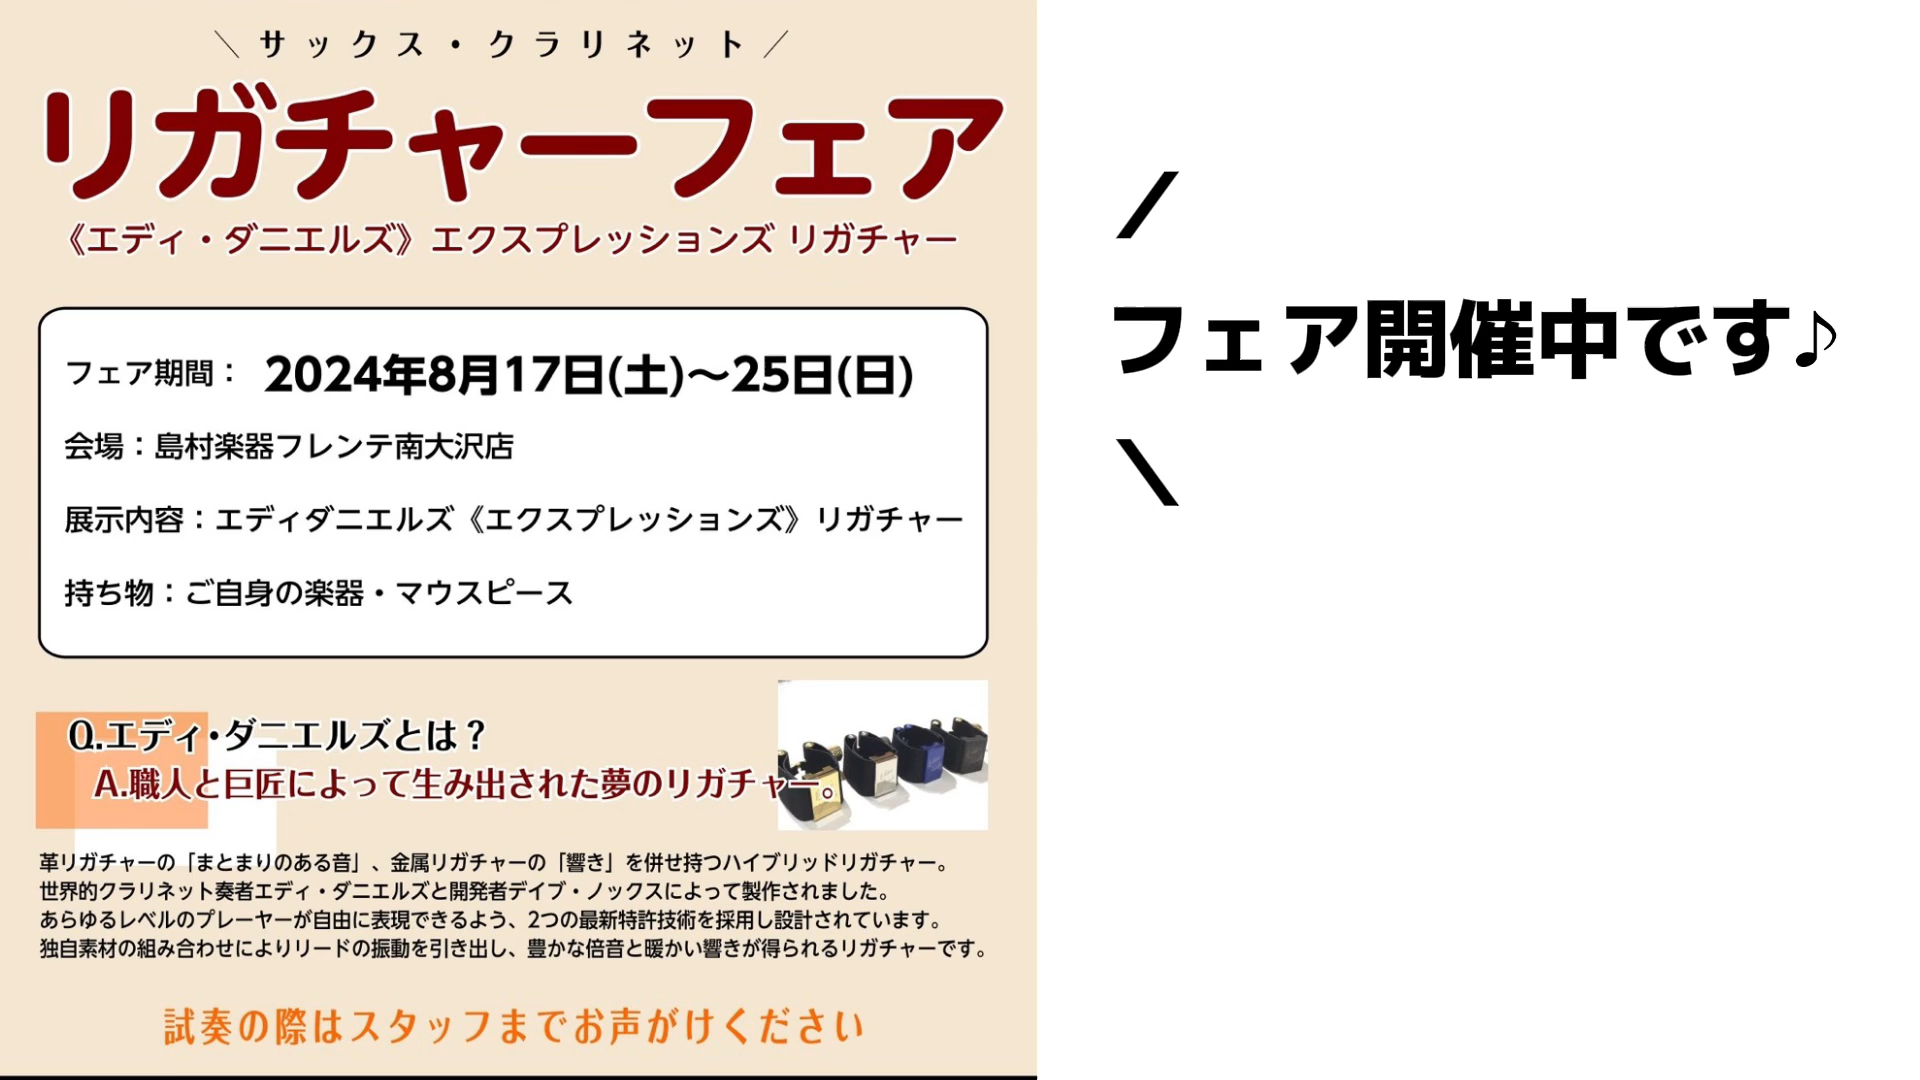 ＼サックス・クラリネット／
リガチャーフェア
《エディ・ダニエルズ》エクスプレッションズ リガチャー
フェア期間： 2024年8月17日(土)～25日(日)
会場：島村楽器フレンテ南大沢店
展示内容：エディダニエルズ《エクスプレッションズ》リガチャー
持ち物：ご自身の楽器・マウスピース
Q.エディ・ダニエルズとは？
A.職人と巨匠によって生み出された夢のリガチャー。
革リガチャーの「まとまりのある音」、金属リガチャーの「響き」を併せ持つハイブリッドリガチャー。
世界的クラリネット奏者エディ・ダニエルズと開発者デイブ・ノックスによって製作されました。
あらゆるレベルのプレーヤーが自由に表現できるよう、2つの最新特許技術を採用し設計されています。
独自素材の組み合わせによりリードの振動を引き出し、豊かな倍音と暖かい響きが得られるリガチャーです。
試奏の際はスタッフまでお声がけください
／
フェア開催中です♪
＼